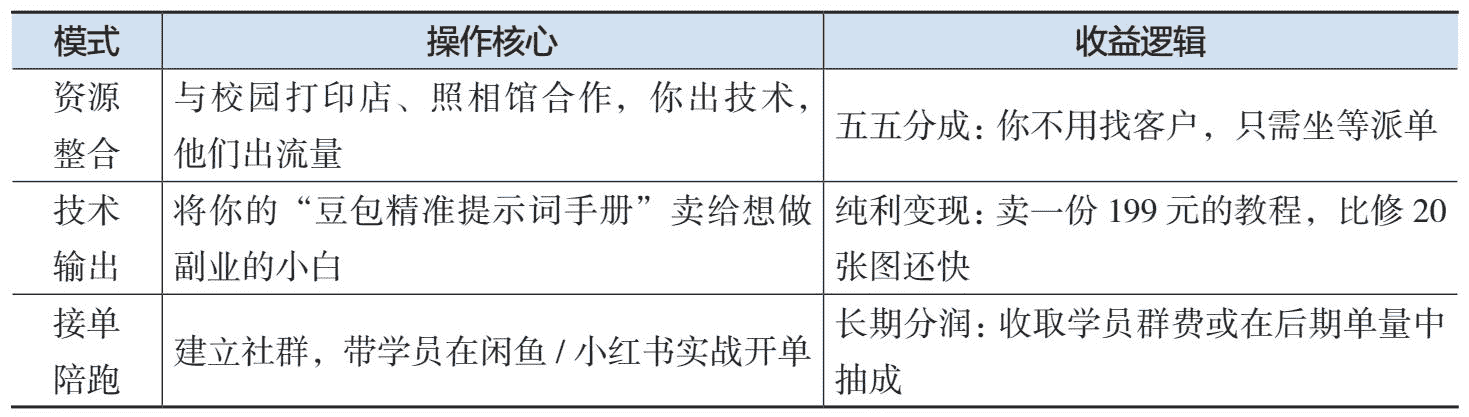 模式 操作核心 收益逻辑
资源
整合
与校园打印店、照相馆合作，你出技术，
他们出流量
五五分成：你不用找客户，只需坐等派单
技术
输出
将你的“豆包精准提示词手册”卖给想做
副业的小白
纯利变现：卖一份 199 元的教程，比修 20
张图还快
接单
陪跑
建立社群，带学员在闲鱼 / 小红书实战开单
长期分润：收取学员群费或在后期单量中
抽成